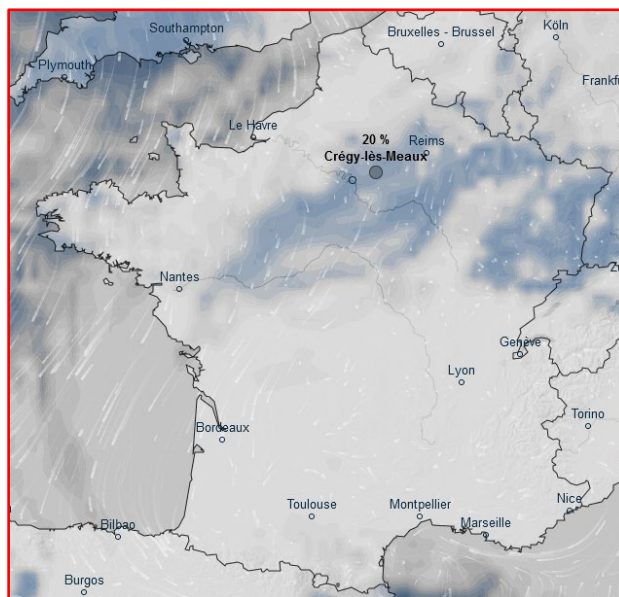 Southampton
Köln
Bruxelles - Brussel
Plymouth
Frankfu
Le Havre
20 %
Reims
Crégy-lès-Meaux
Nantes
Zu
Genève
Lyon
Torino
Bordeaux
Toulouse
Montpellier
Nice
Marseille
Bilbao
Burgos